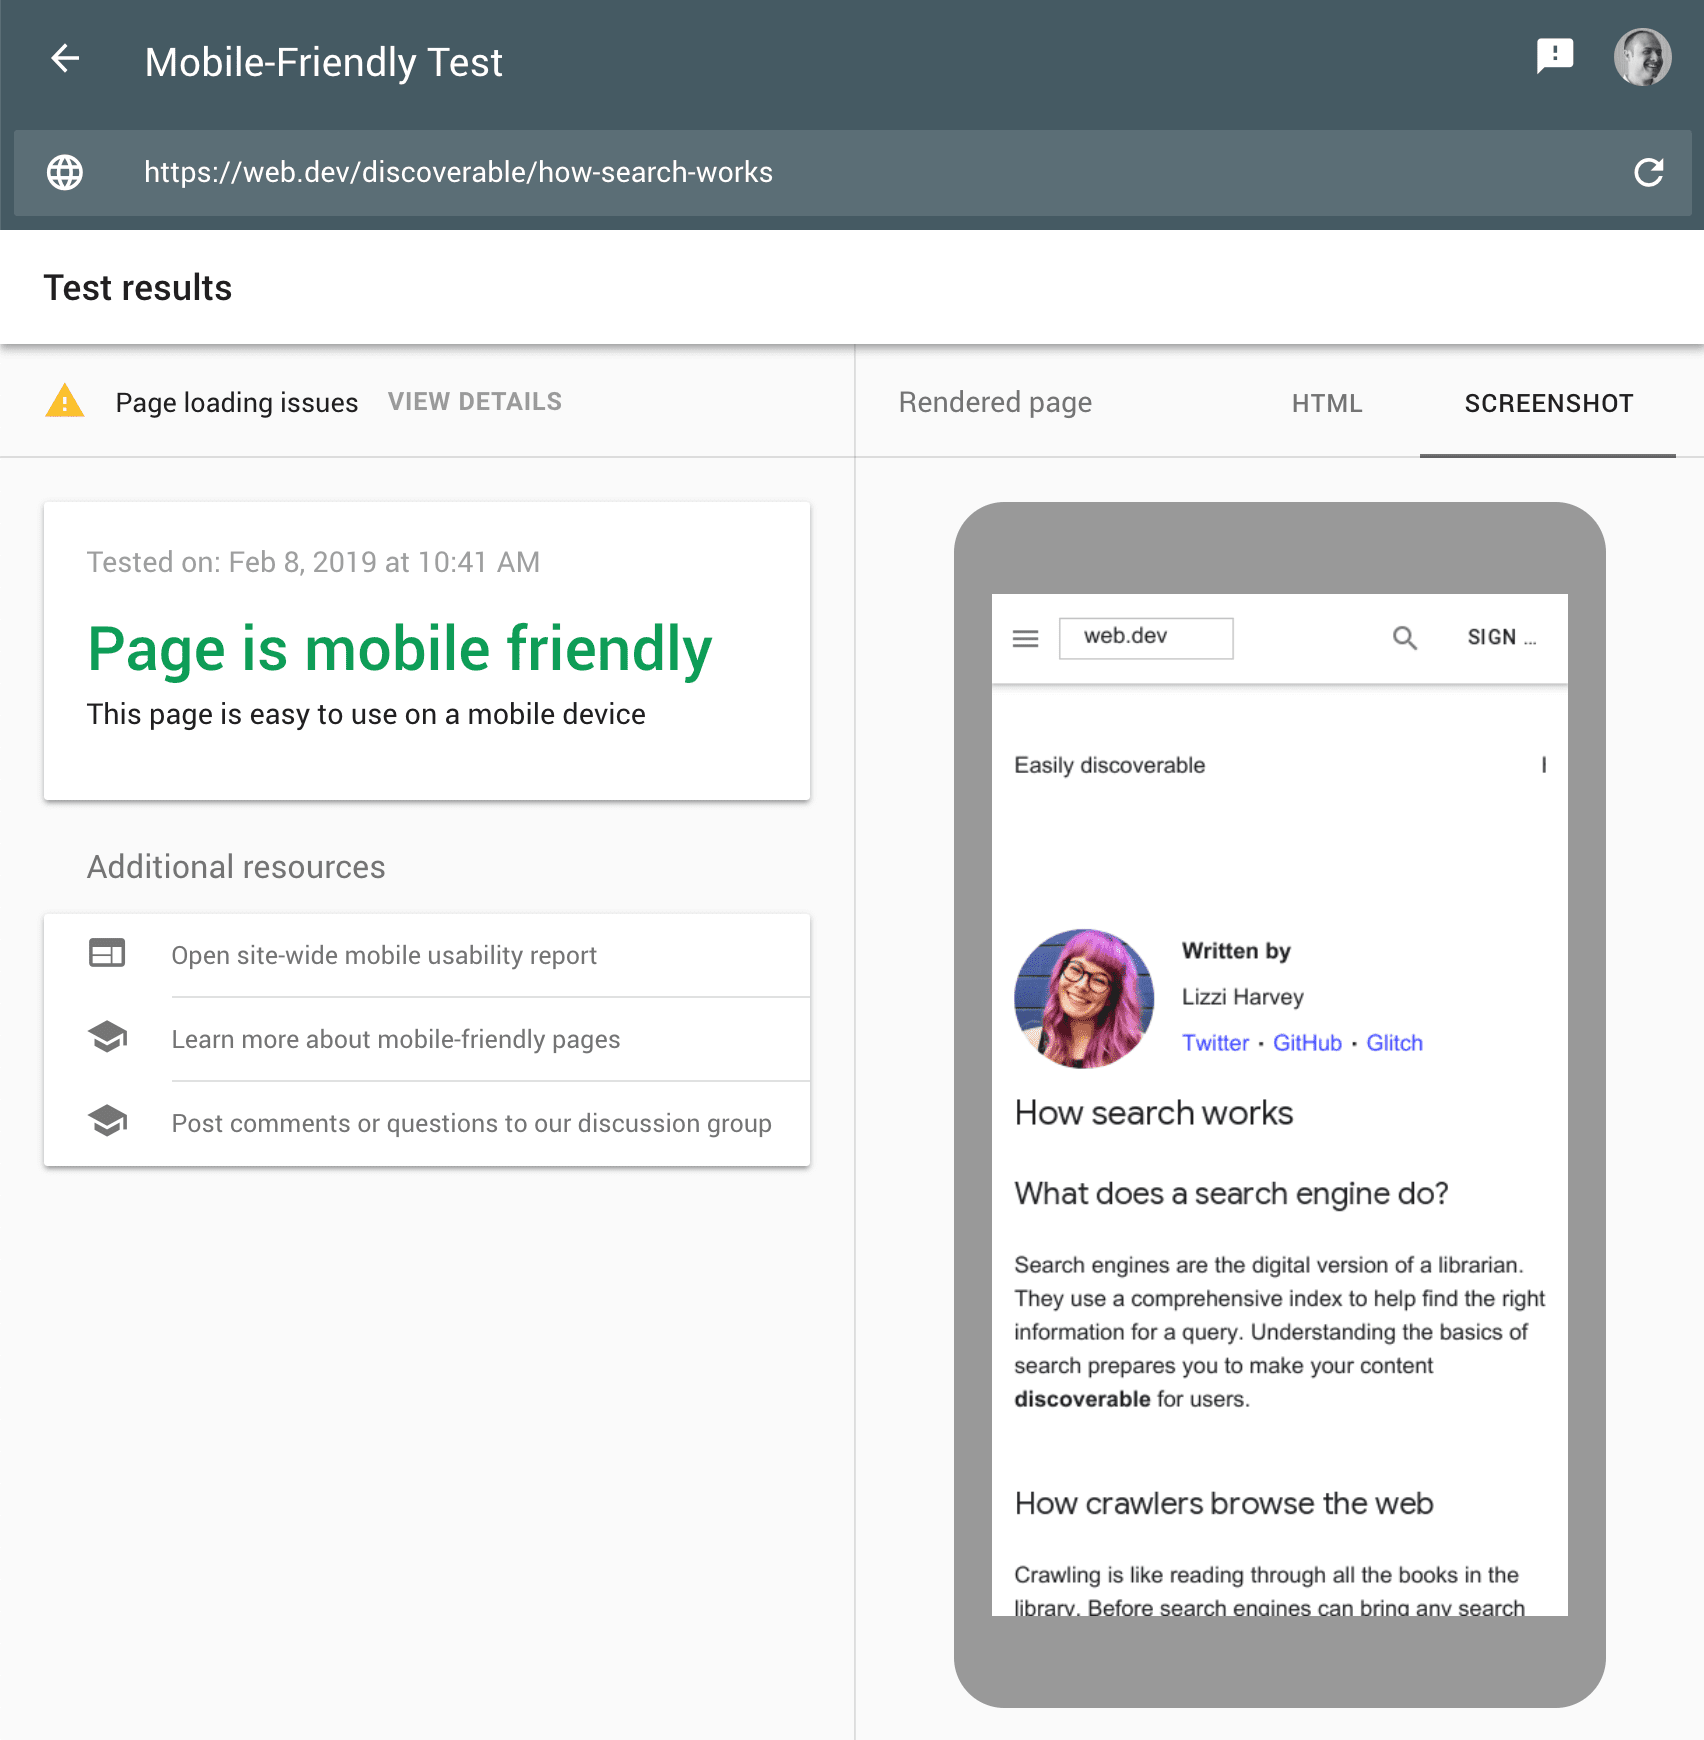 Mobile-Friendly Test
https://web.dev/discoverable/how-search-works
Test results
Page loading issues VIEW DETAILS
Tested on: Feb 8, 2019 at 10:41 AM
Page is mobile friendly
This page is easy to use on a mobile device
Additional resources
Open site-wide mobile usability report
Learn more about mobile-friendly pages
Post comments or questions to our discussion group
Rendered page HTML SCREENSHOT
web.dev SIGN ...
Easily discoverable
Written by
Lizzi Harvey
Twitter · GitHub · Glitch
How search works
What does a search engine do?
Search engines are the digital version of a librarian.
They use a comprehensive index to help find the right
information for a query. Understanding the basics of
search prepares you to make your content
discoverable for users.
How crawlers browse the web
Crawling is like reading through all the books in the
library. Before search engines can bring any search